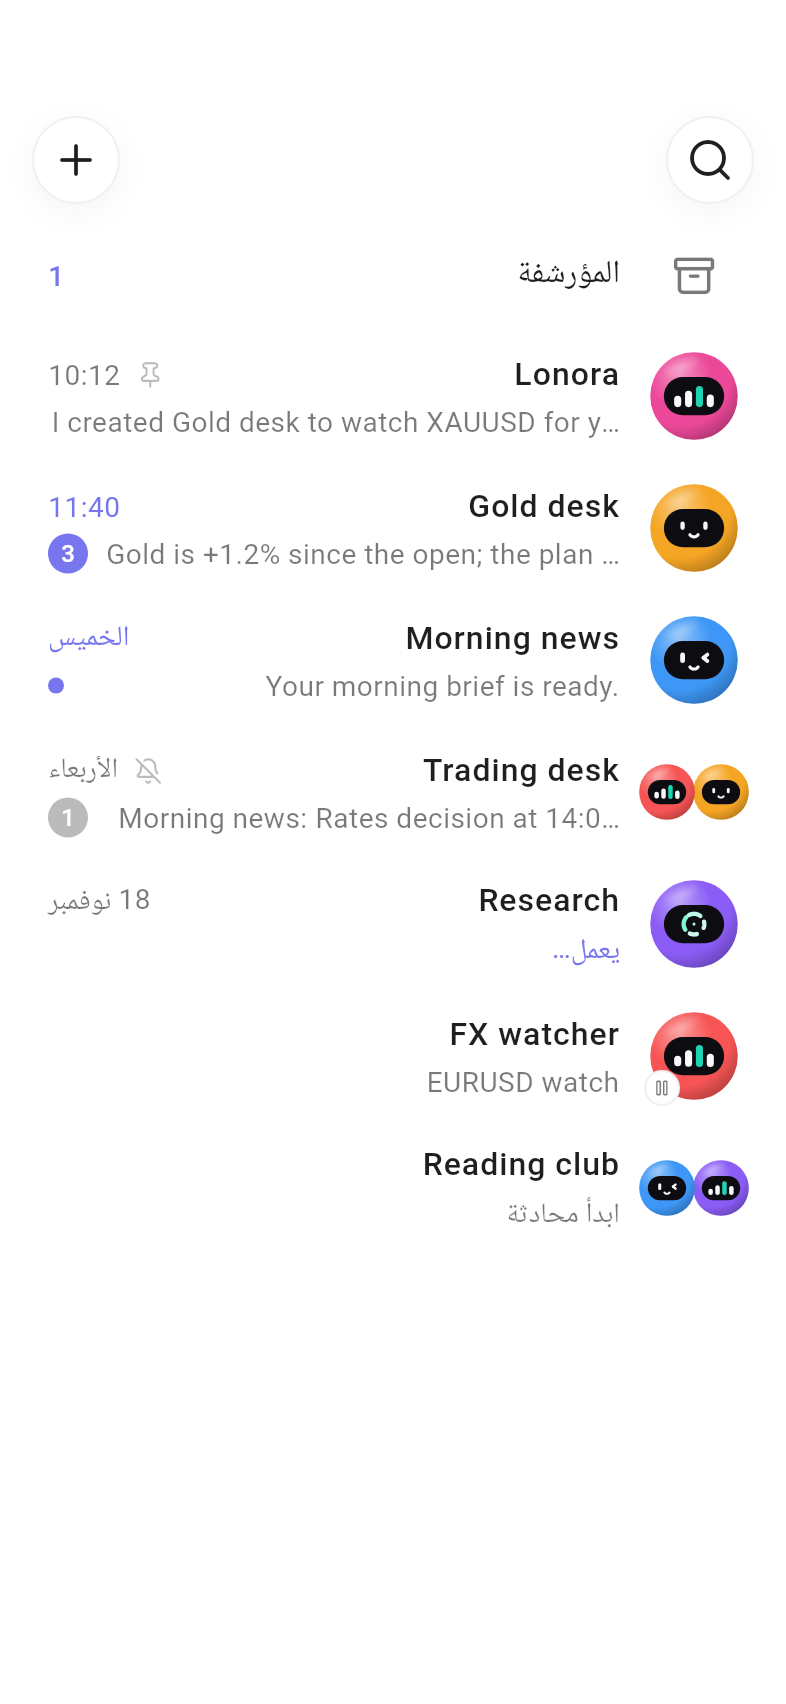 المؤرشفة
1
Lonora
10:12
I created Gold desk to watch XAUUSD for y…
Gold desk
11:40
Gold is +1.2% since the open; the plan …
3
Morning news
الخميس
Your morning brief is ready.
Trading desk
الأربعاء
Morning news: Rates decision at 14:0…
1
Research
18 نوفمبر
يعمل…
FX watcher
EURUSD watch
Reading club
ابدأ محادثة